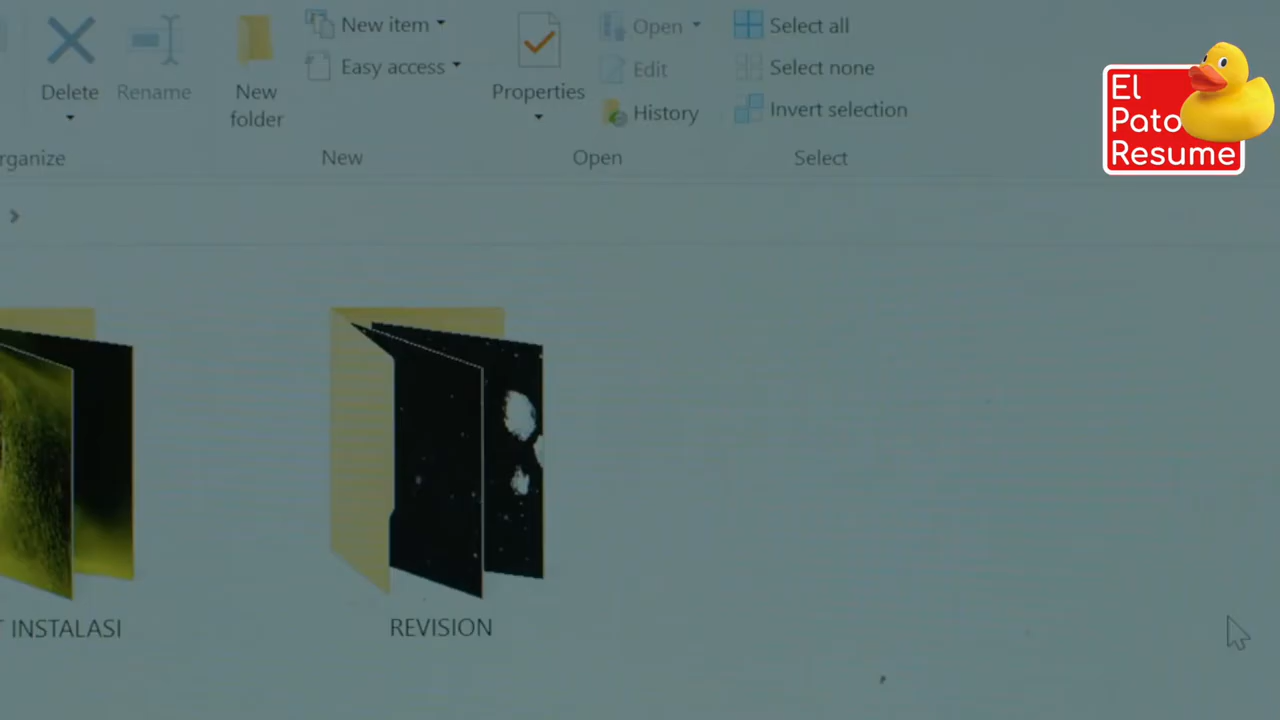 New item
Select all
Open
Easy access
Edit
Select none
Delete
Rename
New
folder
Properties
History
Invert selection
rganize
New
Open
Select
El
Pato
Resume
T INSTALASI
REVISION